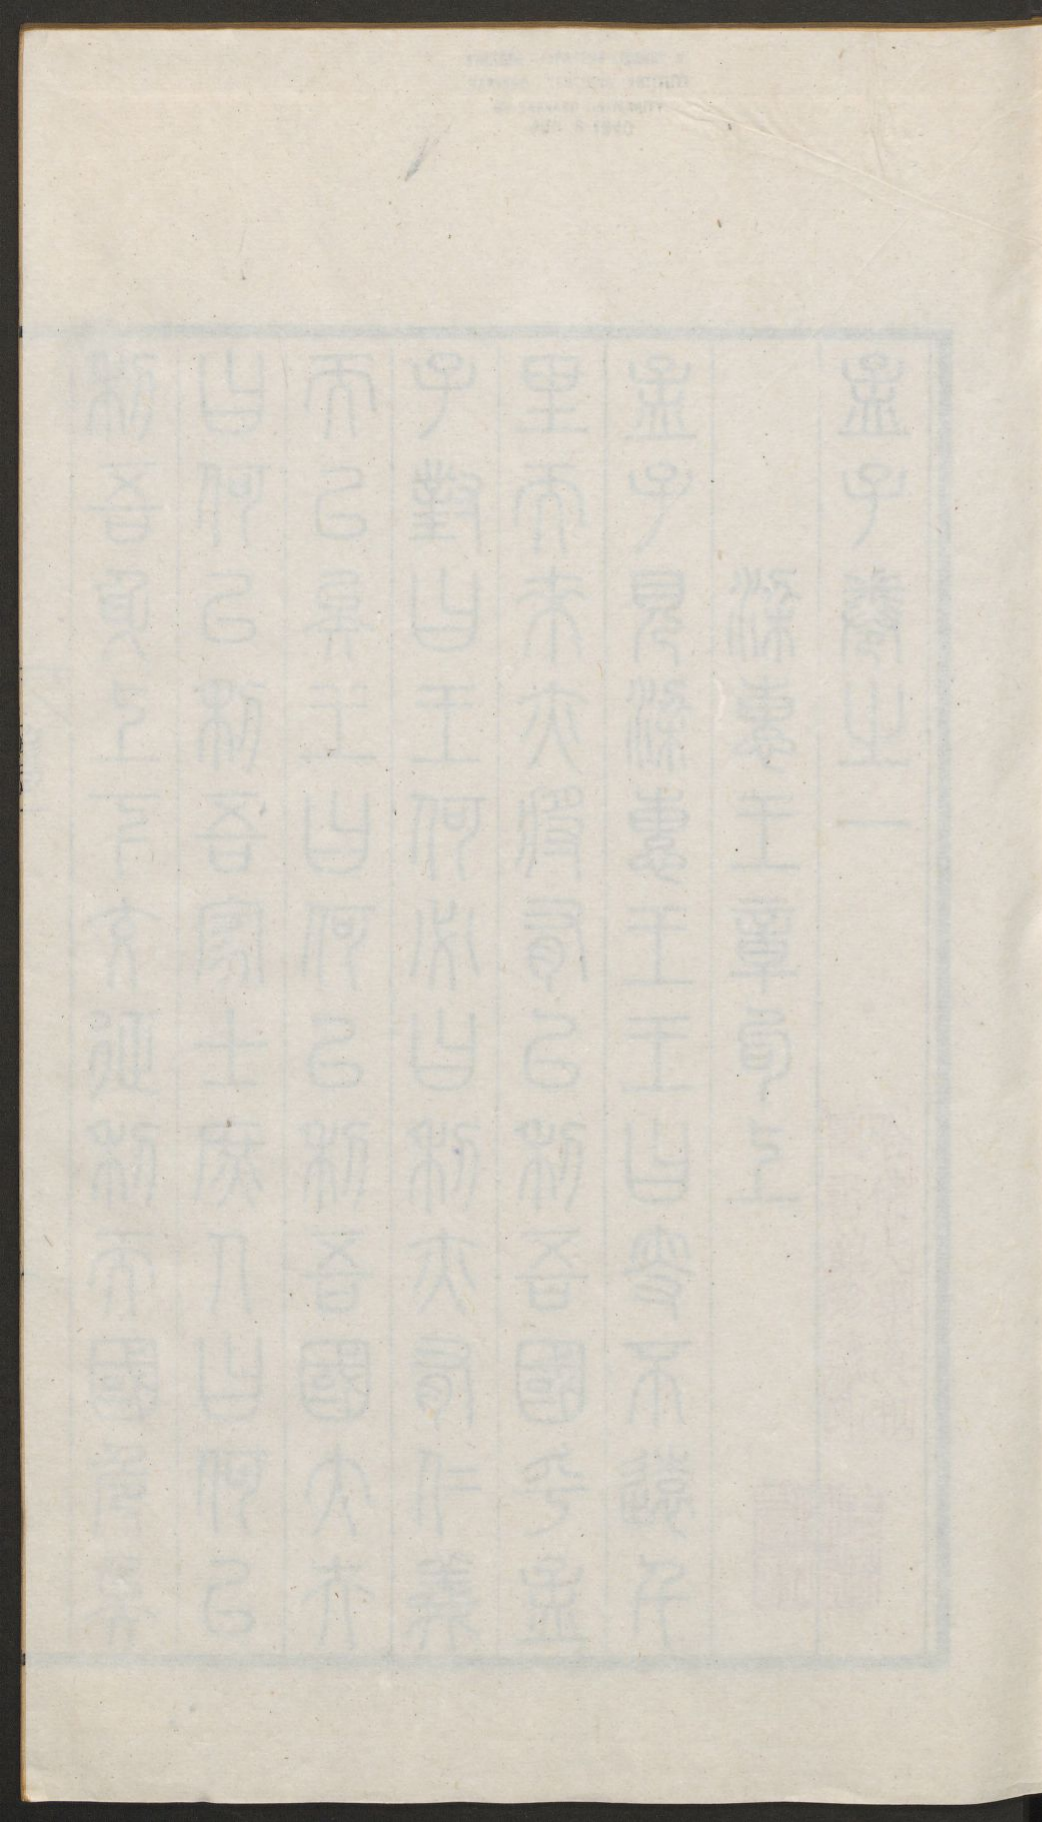 孟子卷之一
梁惠王章句上
孟子見梁惠王王曰叟不遠千
里而來亦將有以利吾國乎孟
子對曰王何必曰利亦有仁義
而已矣王曰何以利吾國大夫
曰何以利吾家士庶人曰何以
利吾身上下交征利而國危矣